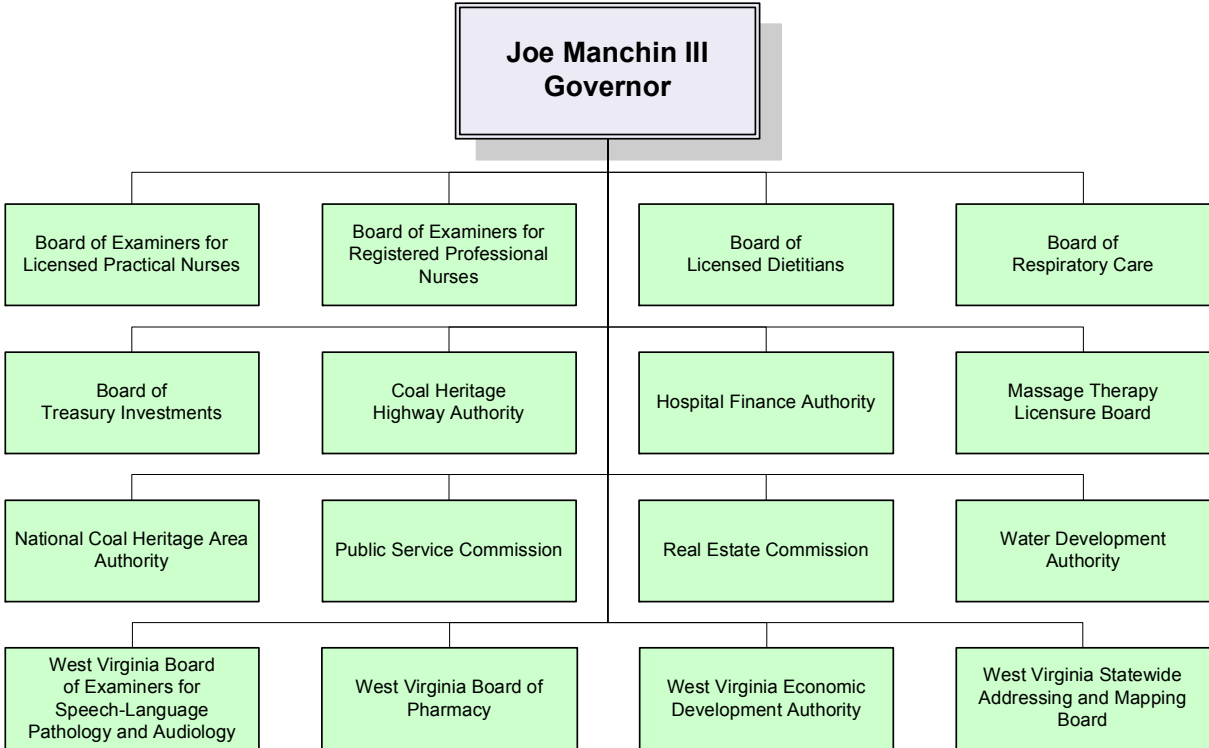 Joe Manchin III
Governor
Board of Examiners for
Licensed Practical Nurses
Board of Examiners for
Registered Professional
Nurses
Board of
Licensed Dietitians
Board of
Respiratory Care
Board of
Treasury Investments
Coal Heritage
Highway Authority
Hospital Finance Authority
Massage Therapy
Licensure Board
National Coal Heritage Area
Authority
Public Service Commission
Real Estate Commission
Water Development
Authority
West Virginia Board
of Examiners for
Speech-Language
Pathology and Audiology
West Virginia Board of
Pharmacy
West Virginia Economic
Development Authority
West Virginia Statewide
Addressing and Mapping
Board